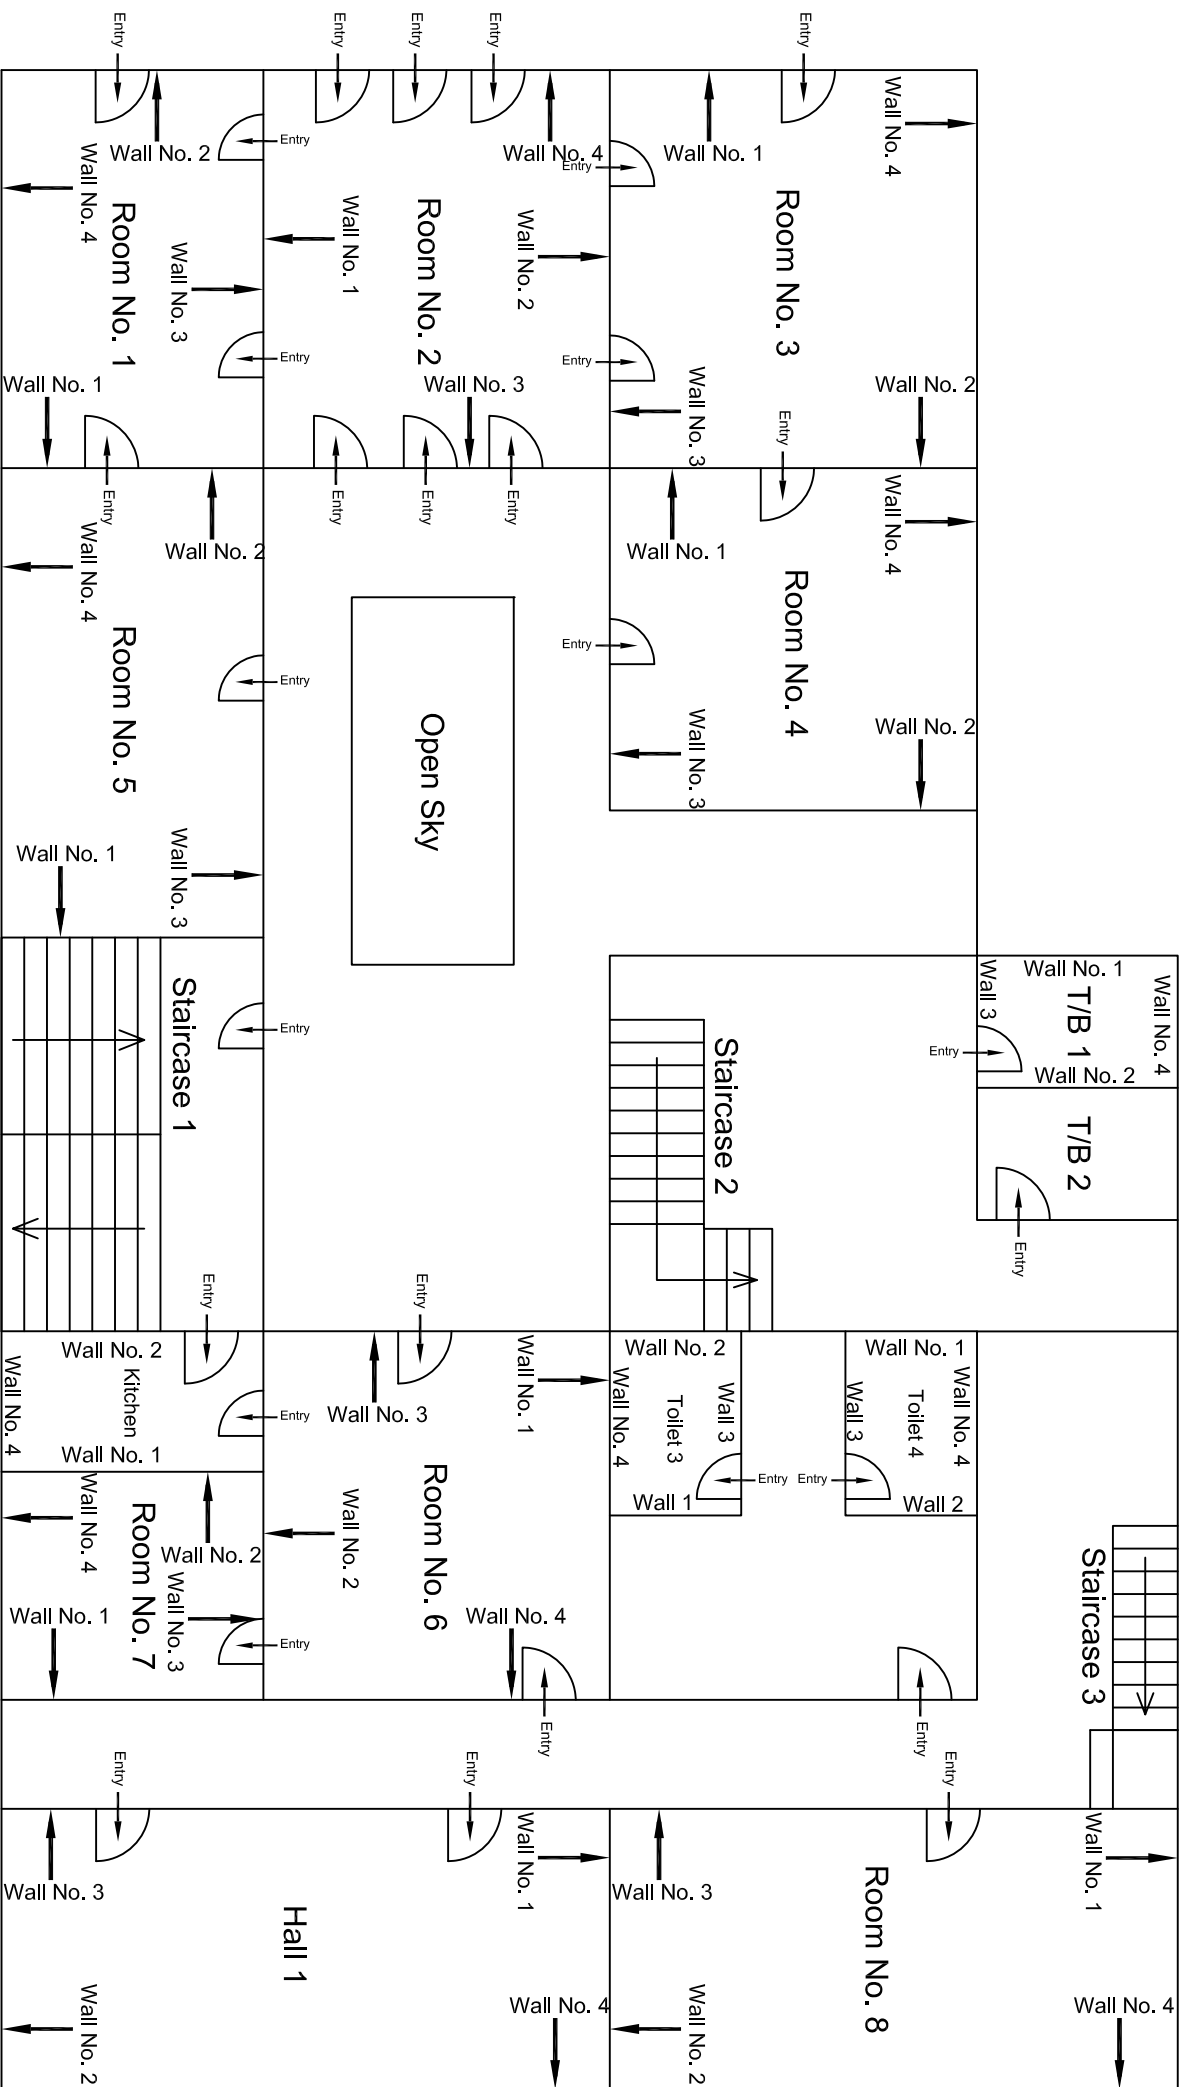 Entry
Entry
Entry
Entry
Entry
Wall No. 4
Entry
Wall No. 2
Wall No. 4
Entry
Wall No. 1
Wall No. 4
Room No. 1
Wall No. 3
Wall No. 1
Room No. 2
Wall No. 2
Room No. 3
Entry
Entry
Wall No. 1
Wall No. 3
Wall No. 2
Wall No. 3
Entry
Entry
Entry
Entry
Entry
Wall No. 2
Wall No. 4
Wall No. 1
Wall No. 4
Room No. 5
Room No. 4
Entry
Entry
Open Sky
Wall No. 3
Wall No. 2
Wall No. 1
Wall No. 3
Wall No. 1
Wall No. 4
Wall 3
T/B 1
Staircase 1
Entry
Entry
Staircase 2
Wall No. 2
T/B 2
Entry
Entry
Entry
Wall No. 2
Kitchen
Wall No. 4
Wall No. 1
Entry
Wall No. 3
Wall No. 1
Wall No. 2
Toilet 3
Wall 3
Wall No. 4
Wall No. 1
Toilet 4
Wall 3
Wall No. 4
Entry
Entry
Wall 1
Wall 2
Wall No. 4
Room No. 7
Wall No. 2
Wall No. 3
Wall No. 1
Entry
Wall No. 2
Room No. 6
Wall No. 4
Entry
Entry
Staircase 3
Entry
Entry
Entry
Wall No. 3
Wall No. 1
Wall No. 3
Wall No. 1
Hall 1
Room No. 8
Wall No. 2
Wall No. 4
Wall No. 2
Wall No. 4